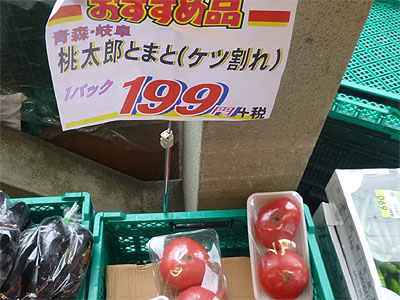 おすすめ品
青森・岐阜
桃太郎とまと(ケツ割れ)
1パック
199円+税